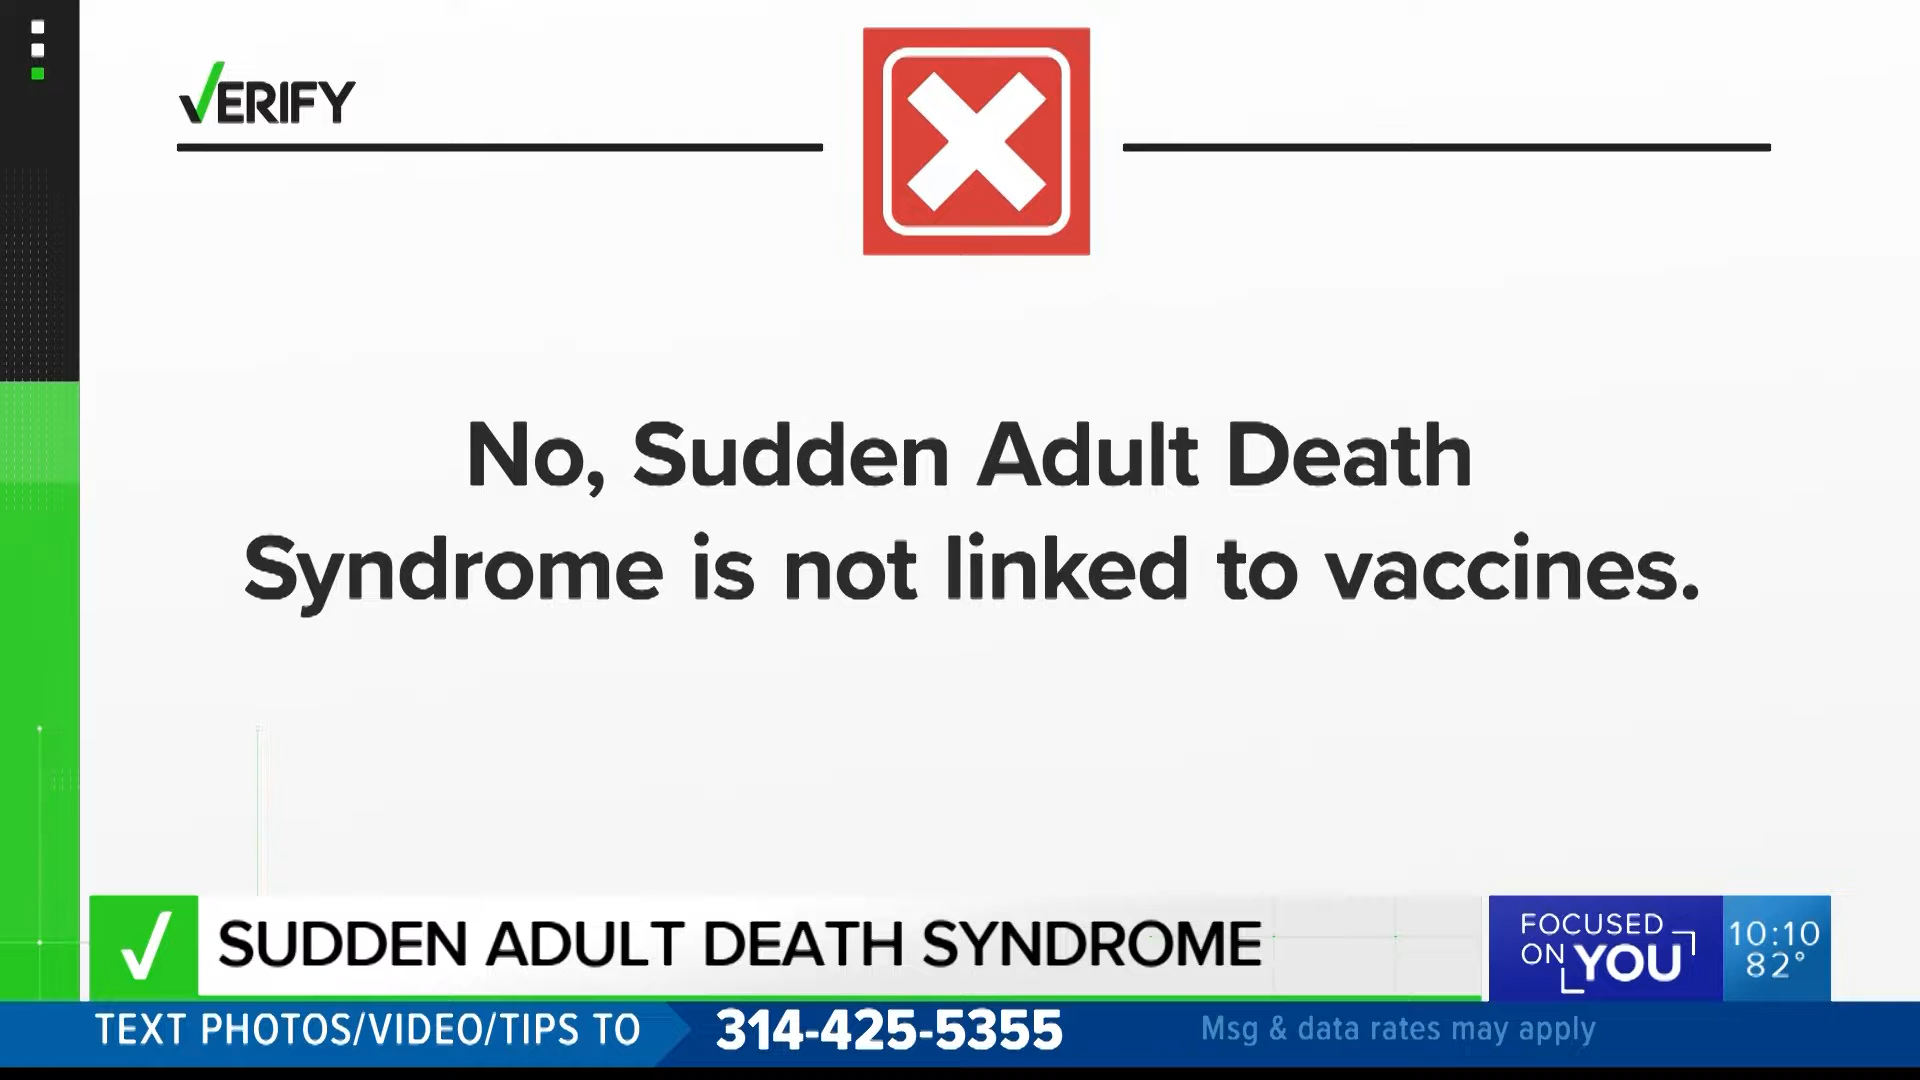 VERIFY
No, Sudden Adult Death
Syndrome is not linked to vaccines.
SUDDEN ADULT DEATH SYNDROME
FOCUSED
ON YOU
10:10
82°
TEXT PHOTOS/VIDEO/TIPS TO 314-425-5355 Msg & data rates may apply